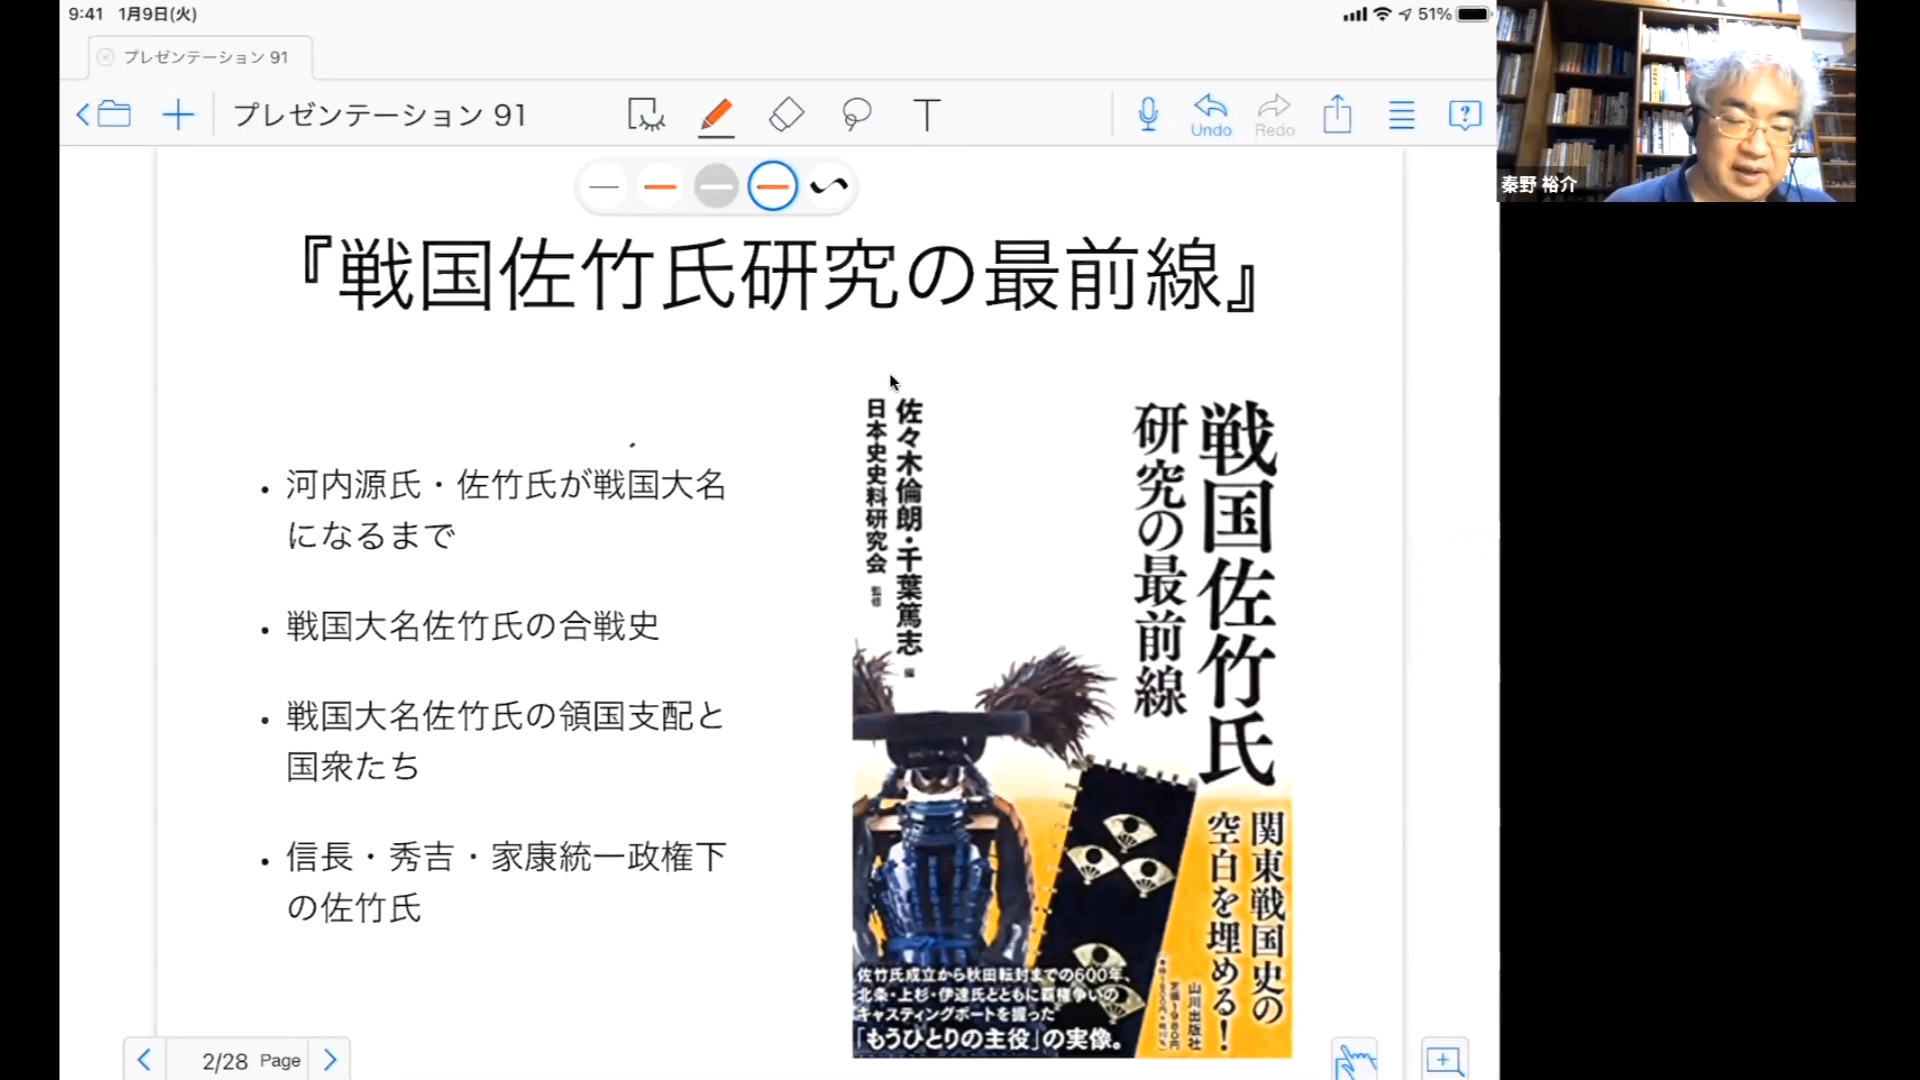 9:41 1月9日(火)
51%
プレゼンテーション 91
プレゼンテーション 91
Undo
Redo
秦野 裕介
『戦国佐竹氏研究の最前線』
・河内源氏・佐竹氏が戦国大名
になるまで
・戦国大名佐竹氏の合戦史
・戦国大名佐竹氏の領国支配と
国衆たち
・信長・秀吉・家康統一政権下
の佐竹氏
戦国佐竹氏
研究の最前線
佐々木倫朗・千葉篤志 編
日本史史料研究会 監修
関東戦国史の
空白を埋める!
山川出版社
定価1980円
佐竹氏成立から秋田転封までの600年、
北条・上杉・伊達氏とともに覇権争いの
キャスティングボートを握った
「もうひとりの主役」の実像。
2/28 Page